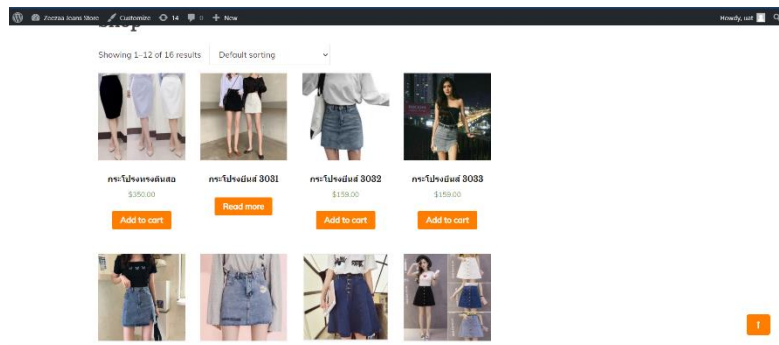 Zeezaa Jeans Store Customize 14 0 New Howdy, uat
Shop
Showing 1–12 of 16 results Default sorting
กระโปรงทรงดินสอ กระโปรงยีนส์ 3031 กระโปรงยีนส์ 3032 กระโปรงยีนส์ 3033
$350.00 $159.00 $159.00
Read more
Add to cart Add to cart Add to cart